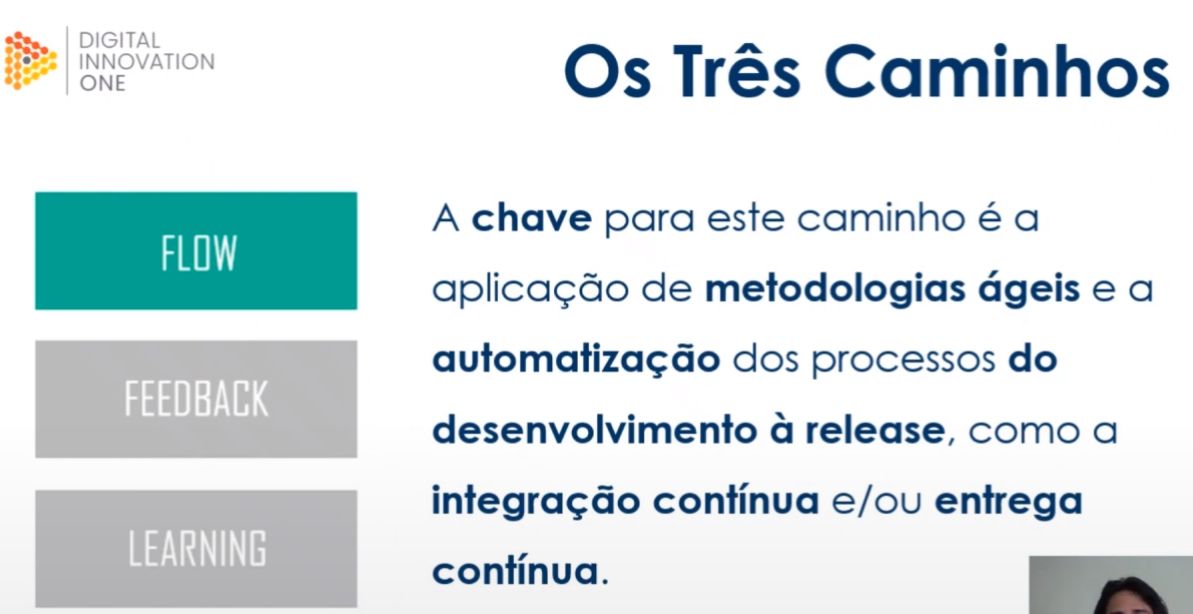 DIGITAL
INNOVATION
ONE
Os Três Caminhos
FLOW
FEEDBACK
LEARNING
A chave para este caminho é a
aplicação de metodologias ágeis e a
automatização dos processos do
desenvolvimento à release, como a
integração contínua e/ou entrega
contínua.